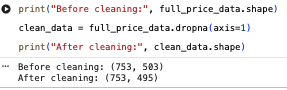 print("Before cleaning:", full_price_data.shape)
clean_data = full_price_data.dropna(axis=1)
print("After cleaning:", clean_data.shape)
... Before cleaning: (753, 503)
After cleaning: (753, 495)